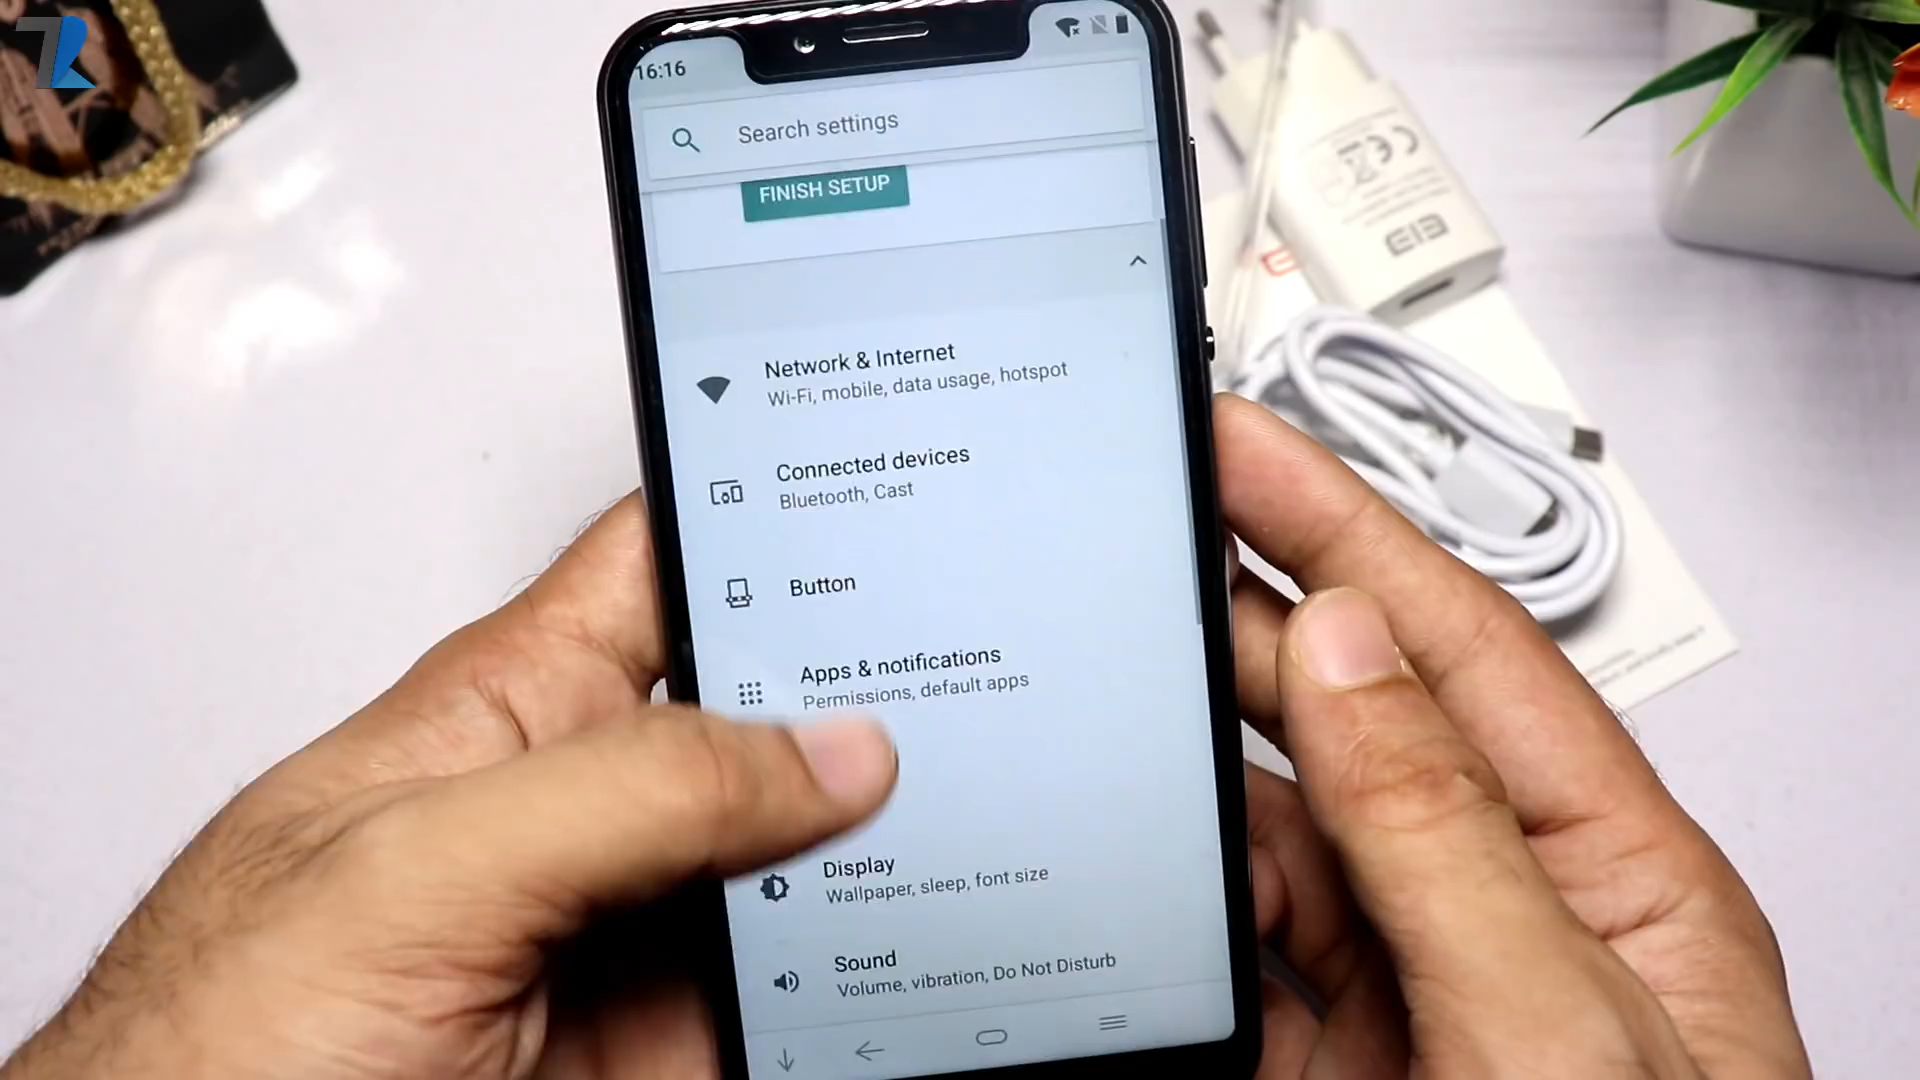 16:16
Search settings
FINISH SETUP
Network & Internet
Wi-Fi, mobile, data usage, hotspot
Connected devices
Bluetooth, Cast
Button
Apps & notifications
Permissions, default apps
Display
Wallpaper, sleep, font size
Sound
Volume, vibration, Do Not Disturb
CE